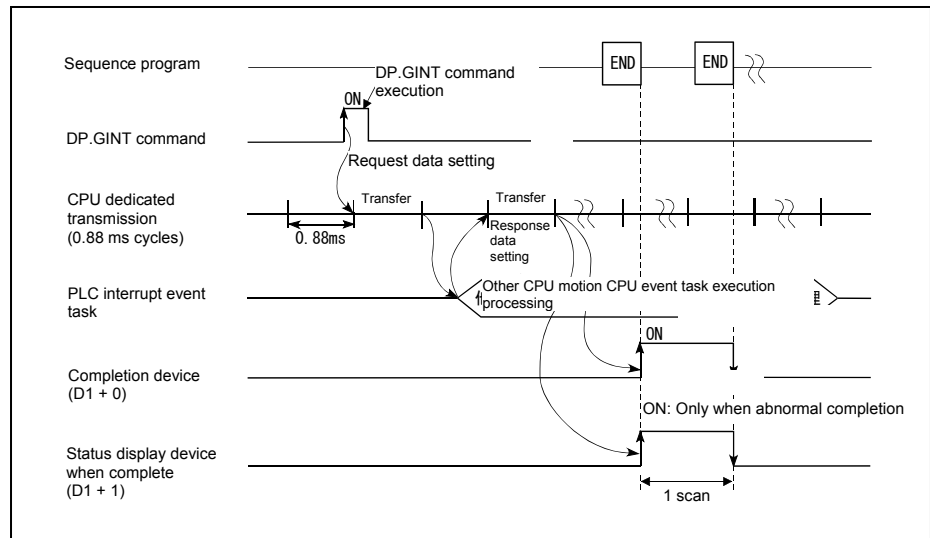 Sequence program
END
END
DP.GINT command
execution
ON
DP.GINT command
Request data setting
CPU dedicated
transmission
(0.88 ms cycles)
Transfer
Transfer
0.88ms
Response
data
setting
PLC interrupt event
task
Other CPU motion CPU event task execution
processing
ON
Completion device
(D1 + 0)
ON: Only when abnormal completion
Status display device
when complete
(D1 + 1)
1 scan